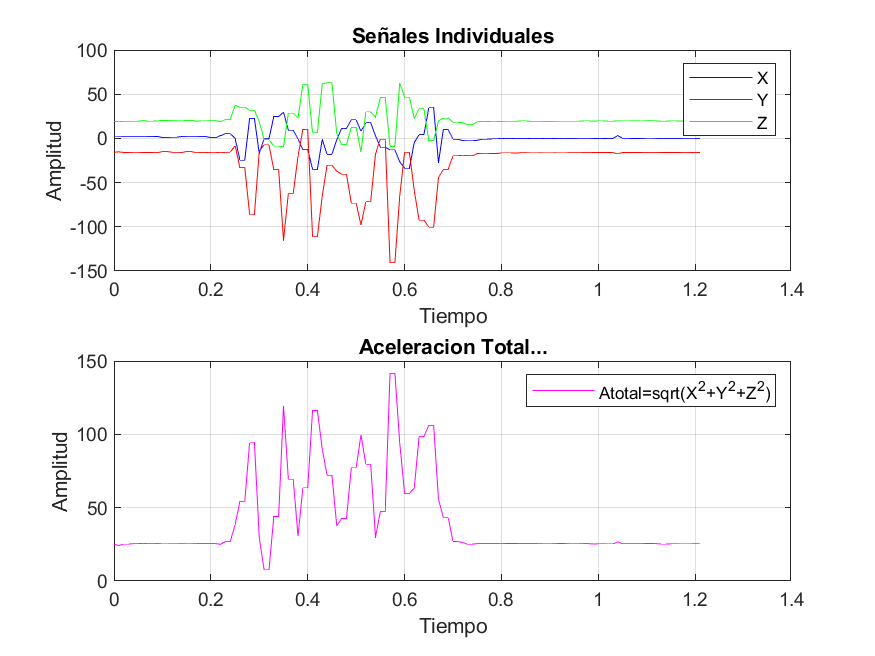 Señales Individuales
100
50
0
-50
-100
-150
Amplitud
X
Y
Z
0 0.2 0.4 0.6 0.8 1 1.2 1.4
Tiempo
Aceleracion Total...
150
100
50
0
Amplitud
Atotal=sqrt(X²+Y²+Z²)
0 0.2 0.4 0.6 0.8 1 1.2 1.4
Tiempo